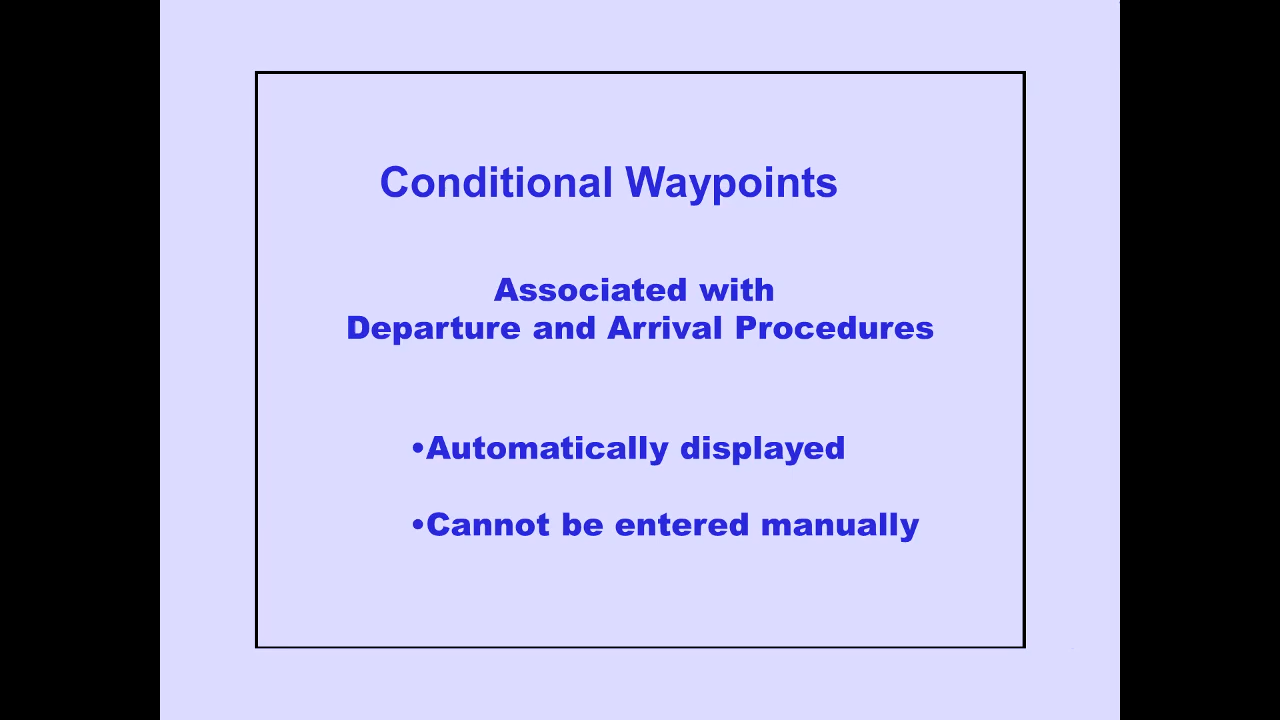 Conditional Waypoints
Associated with
Departure and Arrival Procedures
•Automatically displayed
•Cannot be entered manually